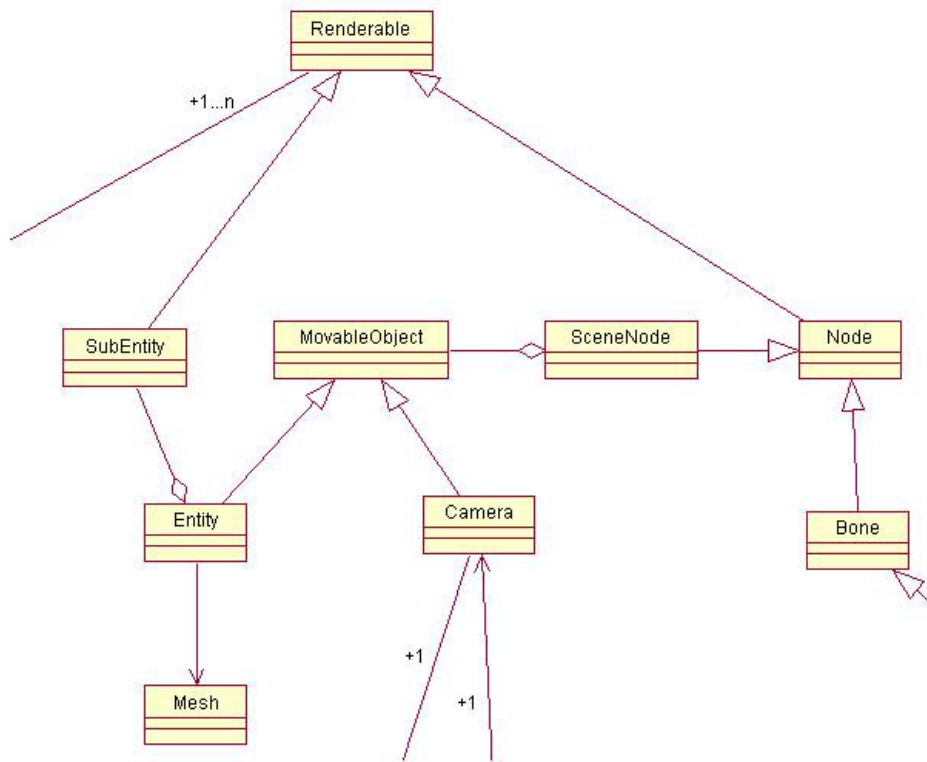 Renderable
+1...n
SubEntity
MovableObject
SceneNode
Node
Entity
Camera
Bone
+1
+1
Mesh